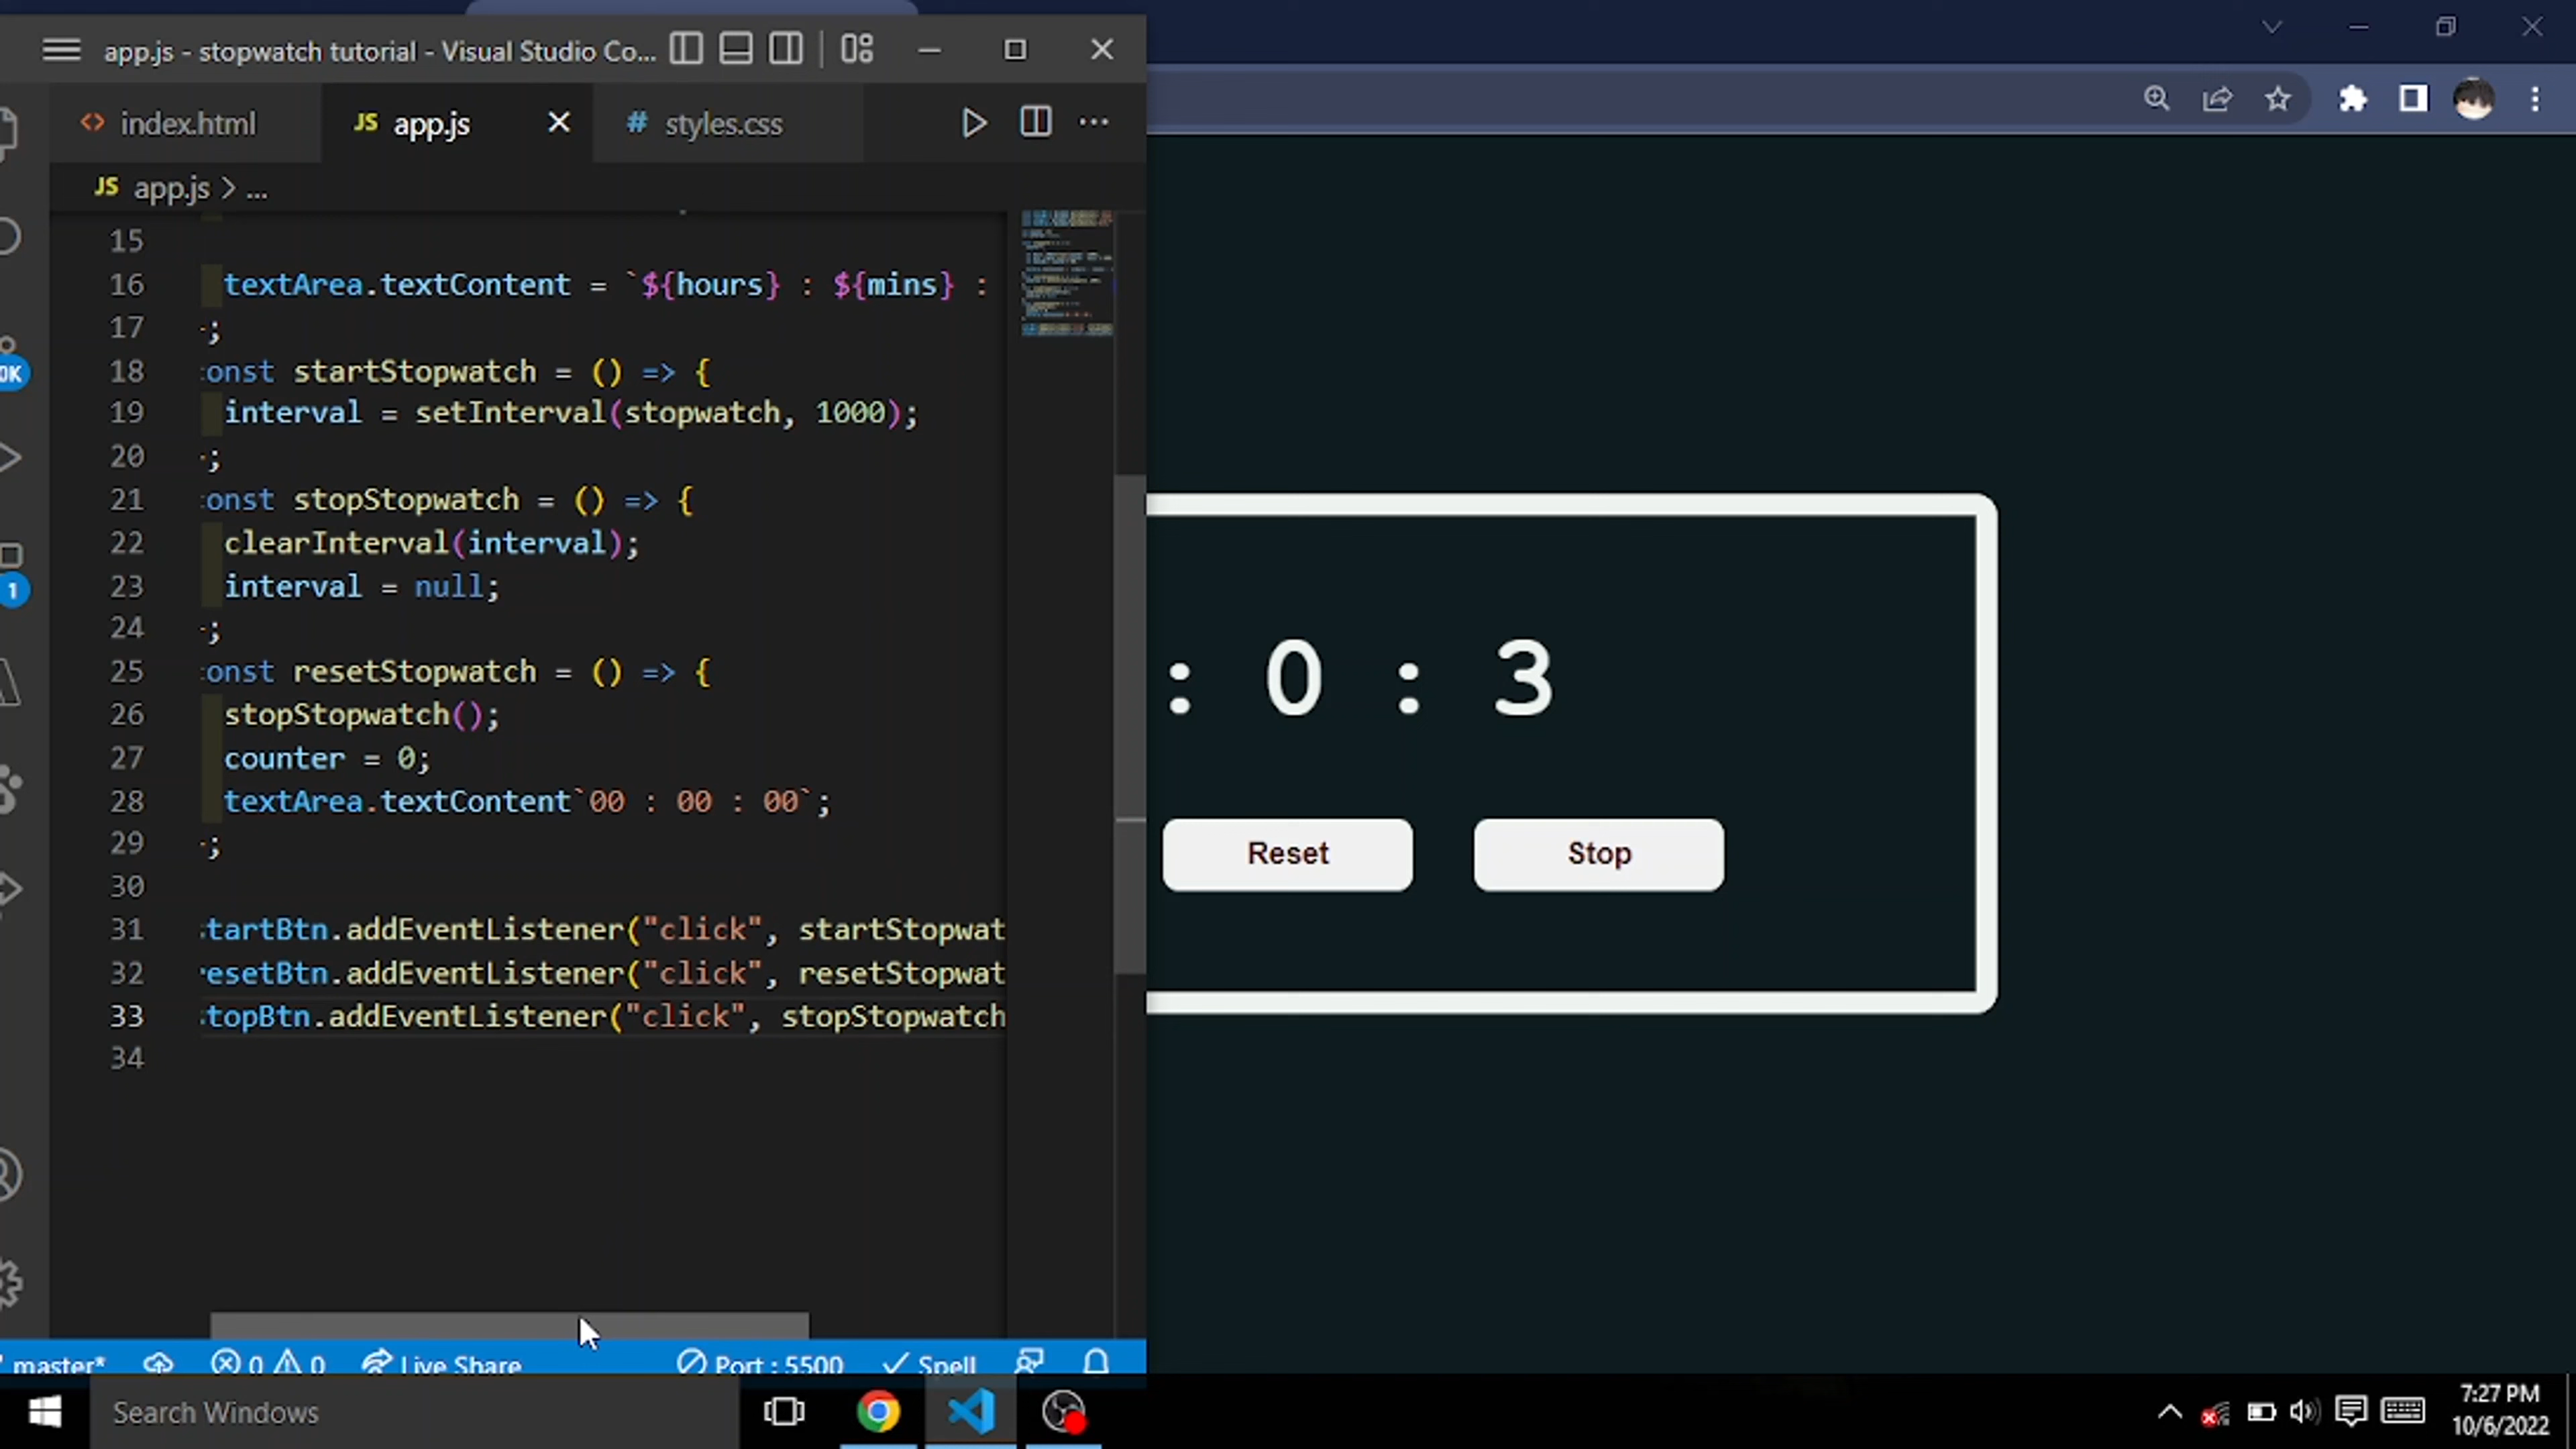 app.js - stopwatch tutorial - Visual Studio Co...
index.html
JS app.js
# styles.css
JS app.js > ...
15
16 textArea.textContent = `${hours} : ${mins} :
17 ;
18 onst startStopwatch = () => {
19 interval = setInterval(stopwatch, 1000);
20 ;
21 onst stopStopwatch = () => {
22 clearInterval(interval);
23 interval = null;
24 ;
25 onst resetStopwatch = () => {
26 stopStopwatch();
27 counter = 0;
28 textArea.textContent`00 : 00 : 00`;
29 ;
30
31 tartBtn.addEventListener("click", startStopwat
32 resetBtn.addEventListener("click", resetStopwat
33 topBtn.addEventListener("click", stopStopwatch
34
0K
1
: 0 : 3
Reset
Stop
master*
0
0
Live Share
Port : 5500
Spell
Search Windows
7:27 PM
10/6/2022